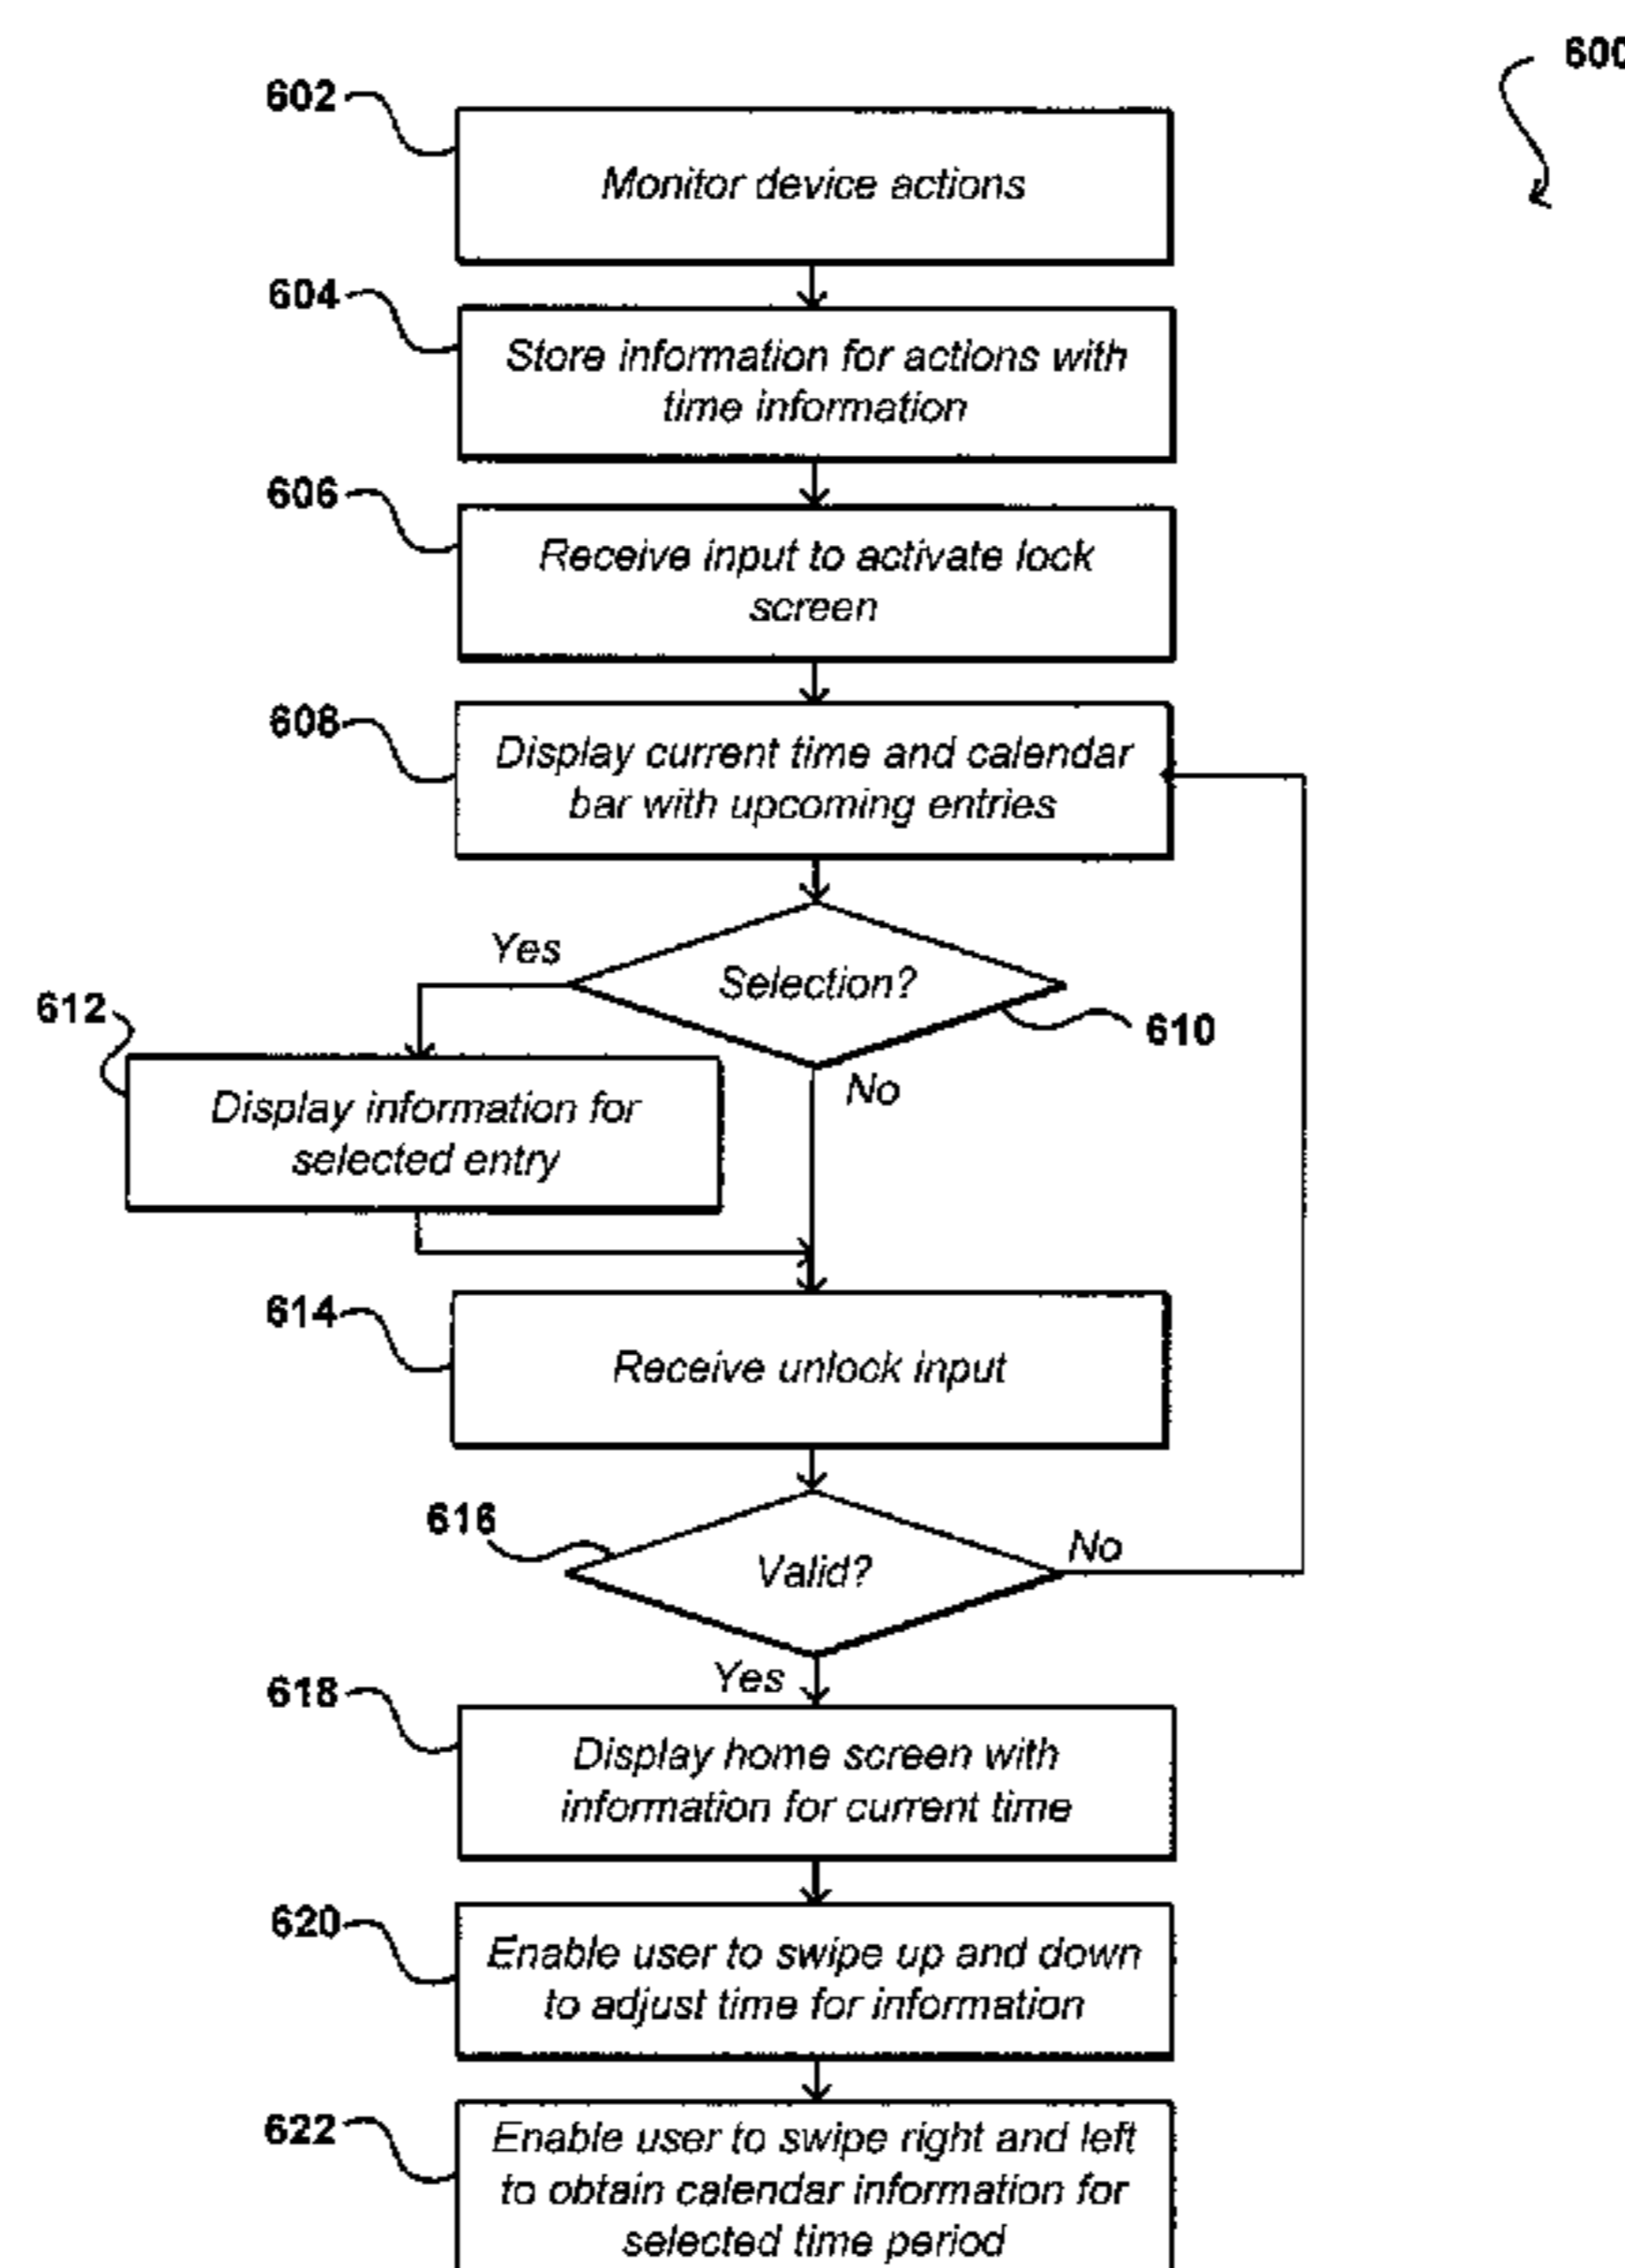 600
602
Monitor device actions
604
Store information for actions with
time information
606
Receive input to activate lock
screen
608
Display current time and calendar
bar with upcoming entries
Yes
Selection?
610
612
No
Display information for
selected entry
614
Receive unlock input
616
Valid?
No
Yes
618
Display home screen with
information for current time
620
Enable user to swipe up and down
to adjust time for information
622
Enable user to swipe right and left
to obtain calendar information for
selected time period